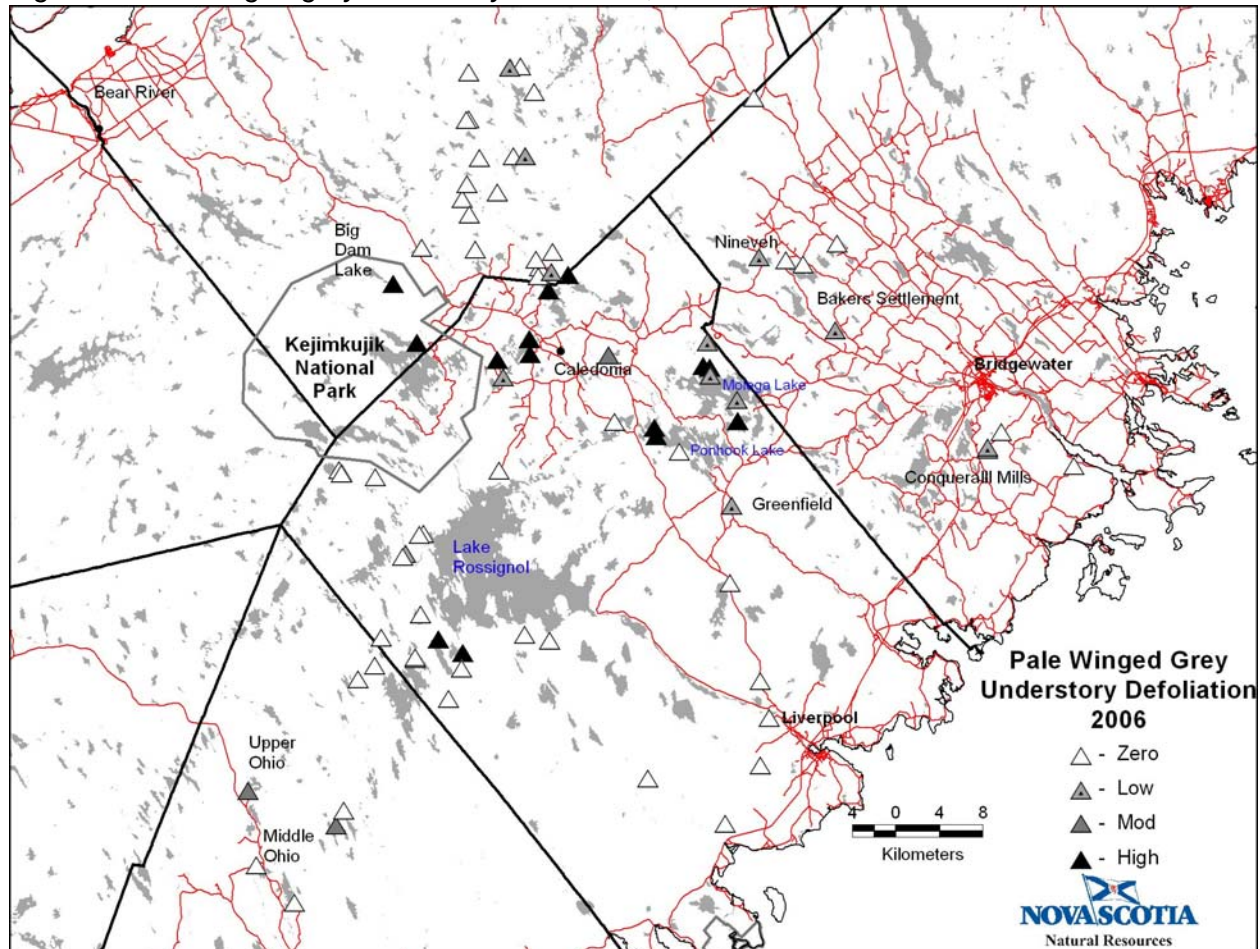 Bear River
Big
Dam
Lake
Nineveh
Bakers Settlement
Kejimkujik
National
Park
Caledonia
Bridgewater
Molega Lake
Ponhook Lake
Conquerall Mills
Greenfield
Lake
Rossignol
Pale Winged Grey
Understory Defoliation
2006
Liverpool
Upper
Ohio
Middle
Ohio
- Zero
- Low
- Mod
- High
4 0 4 8
Kilometers
NOVA SCOTIA
Natural Resources